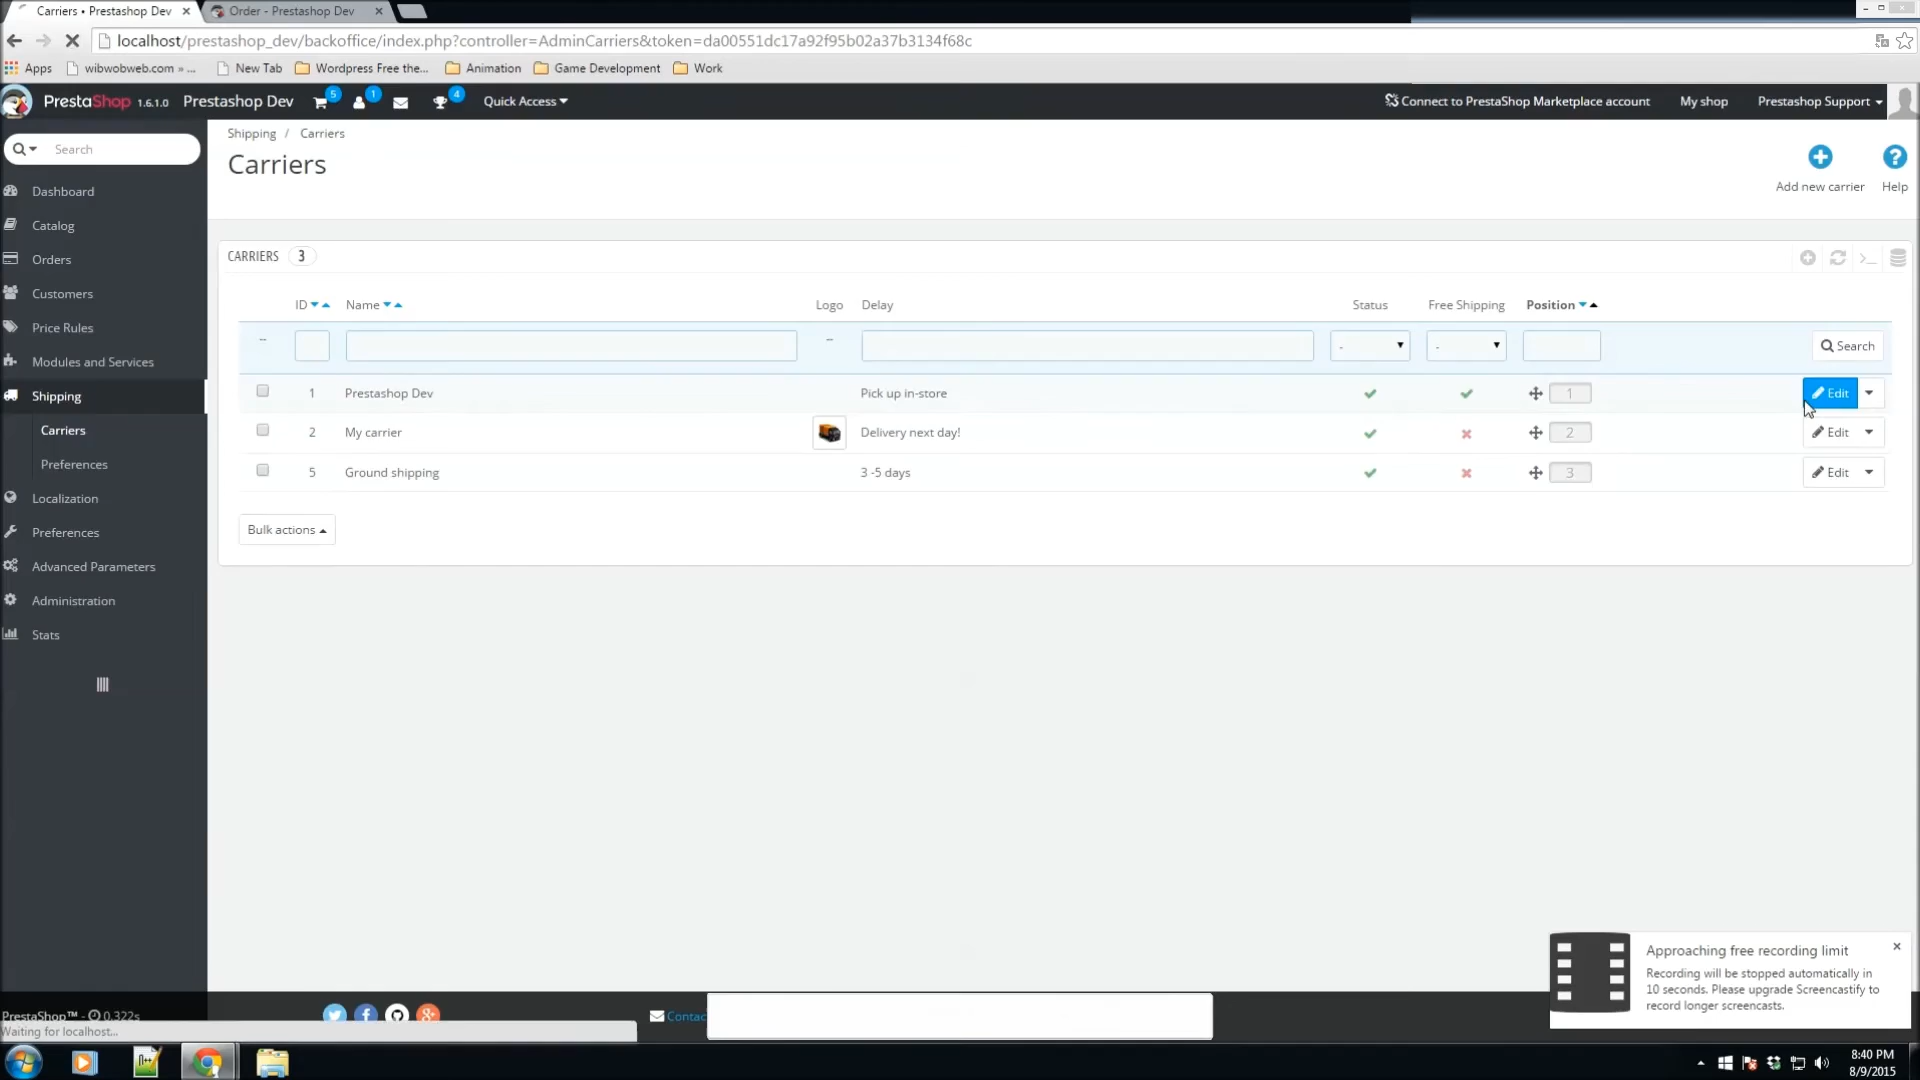 Carriers • Prestashop Dev
Order - Prestashop Dev
localhost/prestashop_dev/backoffice/index.php?controller=AdminCarriers&token=da00551dc17a92f95b02a37b3134f68c
Apps wibwobweb.com » ... New Tab Wordpress Free the... Animation Game Development Work
PrestaShop 1.6.1.0 Prestashop Dev 5 1 4 Quick Access Connect to PrestaShop Marketplace account My shop Prestashop Support
Search
Dashboard
Catalog
Orders
Customers
Price Rules
Modules and Services
Shipping
Carriers
Preferences
Localization
Preferences
Advanced Parameters
Administration
Stats
Shipping / Carriers
Carriers
Add new carrier Help
CARRIERS 3
ID Name Logo Delay Status Free Shipping Position
-- -- - - Search
1 Prestashop Dev Pick up in-store 1 Edit
2 My carrier Delivery next day! 2 Edit
5 Ground shipping 3 -5 days 3 Edit
Bulk actions
Approaching free recording limit
Recording will be stopped automatically in
10 seconds. Please upgrade Screencastify to
record longer screencasts.
PrestaShop™ - 0.322s
Contac
Waiting for localhost...
8:40 PM
8/9/2015